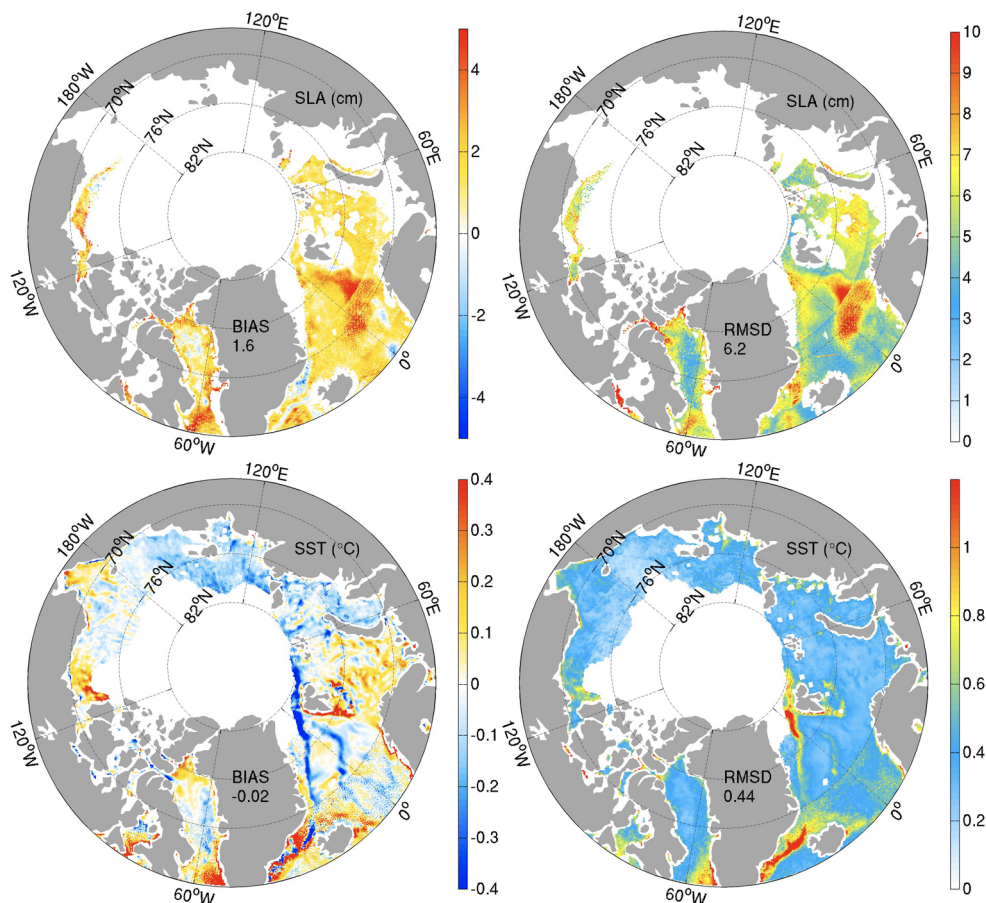 120°E
180°W
70°N
76°N
82°N
60°E
SLA (cm)
BIAS
1.6
120°W
60°W
0°
4
2
0
-2
-4
120°E
180°W
70°N
76°N
82°N
60°E
SLA (cm)
RMSD
6.2
120°W
60°W
0°
10
9
8
7
6
5
4
3
2
1
0
120°E
180°W
70°N
76°N
82°N
60°E
SST (°C)
BIAS
-0.02
120°W
60°W
0°
0.4
0.3
0.2
0.1
0
-0.1
-0.2
-0.3
-0.4
120°E
180°W
70°N
76°N
82°N
60°E
SST (°C)
RMSD
0.44
120°W
60°W
0°
1
0.8
0.6
0.4
0.2
0